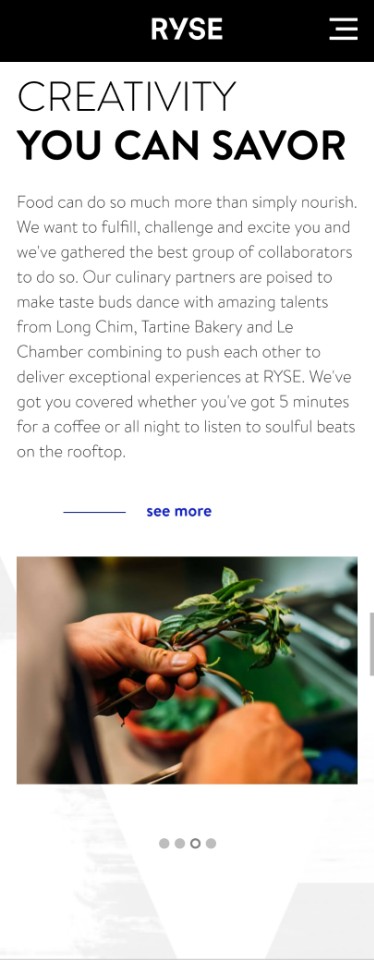 RYSE
CREATIVITY
YOU CAN SAVOR
Food can do so much more than simply nourish.
We want to fulfill, challenge and excite you and
we've gathered the best group of collaborators
to do so. Our culinary partners are poised to
make taste buds dance with amazing talents
from Long Chim, Tartine Bakery and Le
Chamber combining to push each other to
deliver exceptional experiences at RYSE. We've
got you covered whether you've got 5 minutes
for a coffee or all night to listen to soulful beats
on the rooftop.
see more